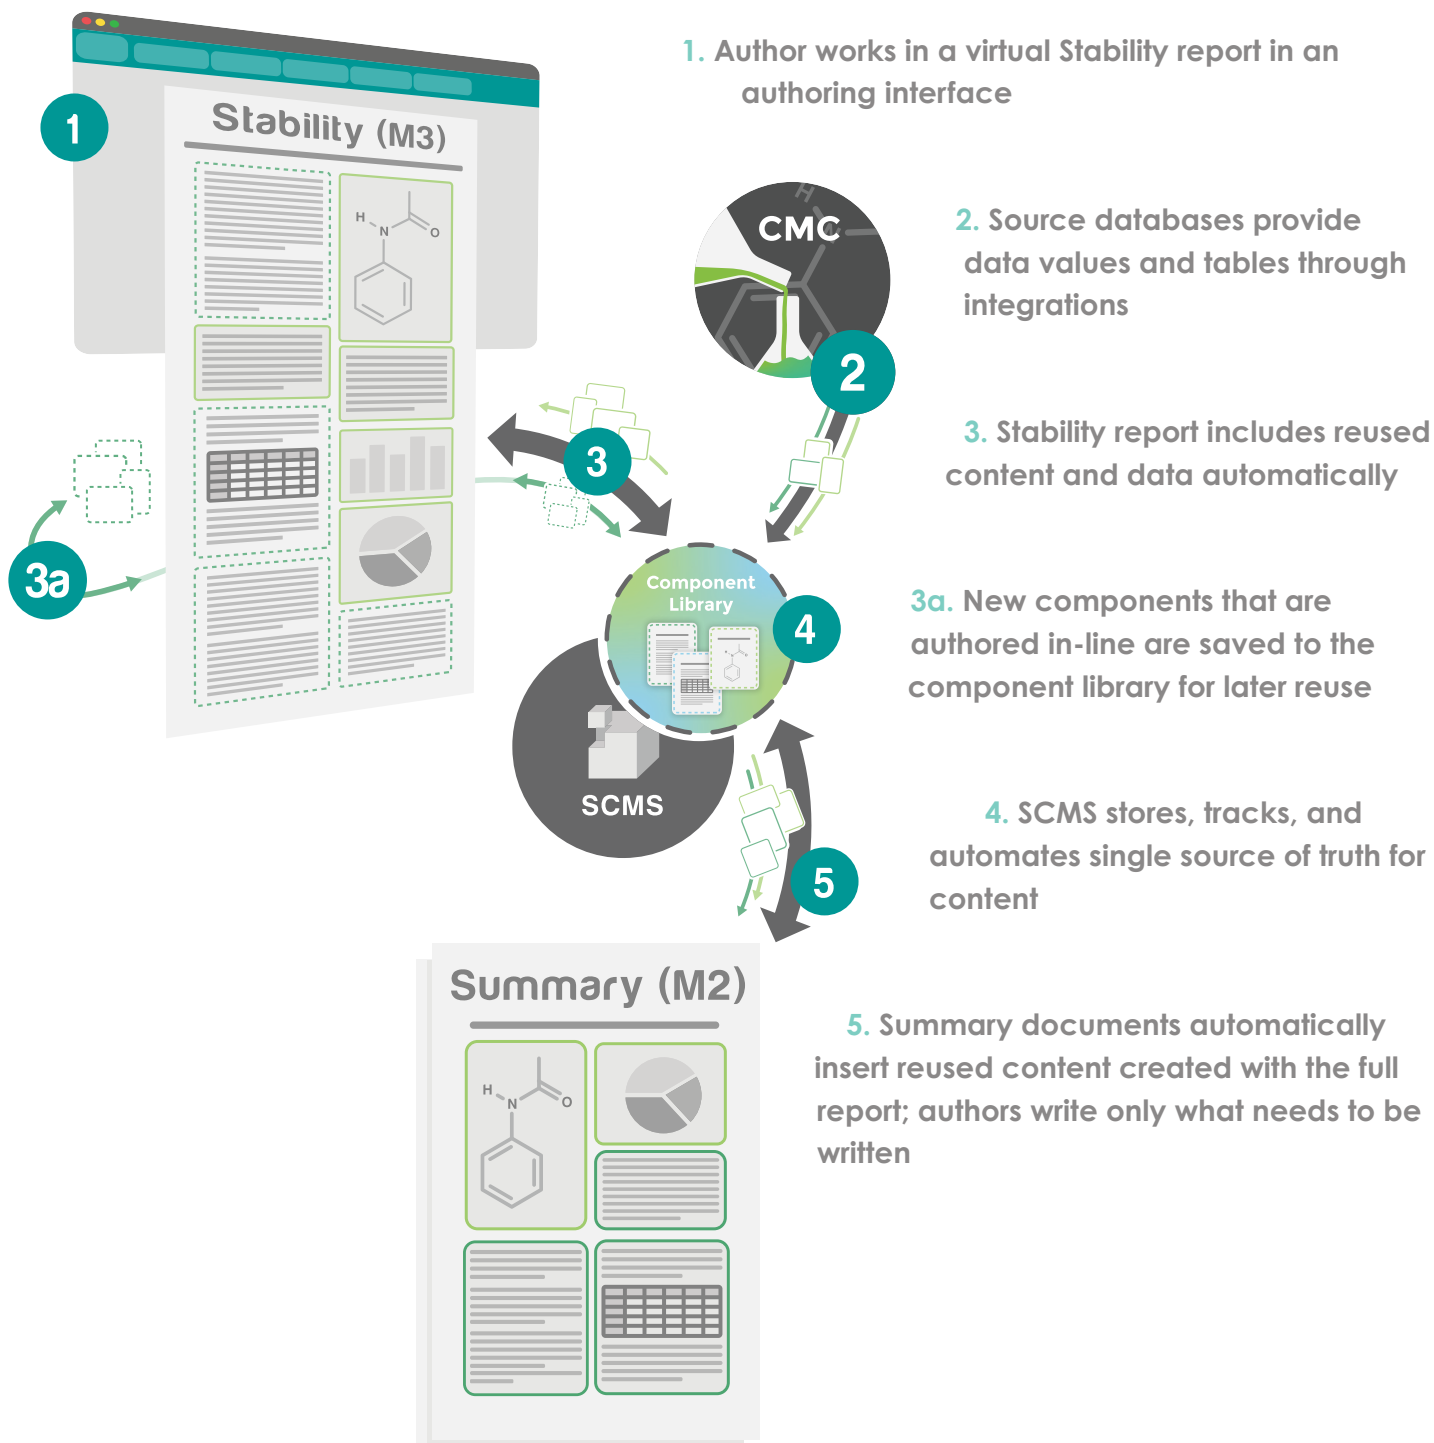 1
Stability (M3)
H
N
O
1. Author works in a virtual Stability report in an
authoring interface
CMC
H
N
2
2. Source databases provide
data values and tables through
integrations
3
3. Stability report includes reused
content and data automatically
3a
Component
Library
4
SCMS
3a. New components that are
authored in-line are saved to the
component library for later reuse
4. SCMS stores, tracks, and
automates single source of truth for
content
5
Summary (M2)
H
N
O
5. Summary documents automatically
insert reused content created with the full
report; authors write only what needs to be
written